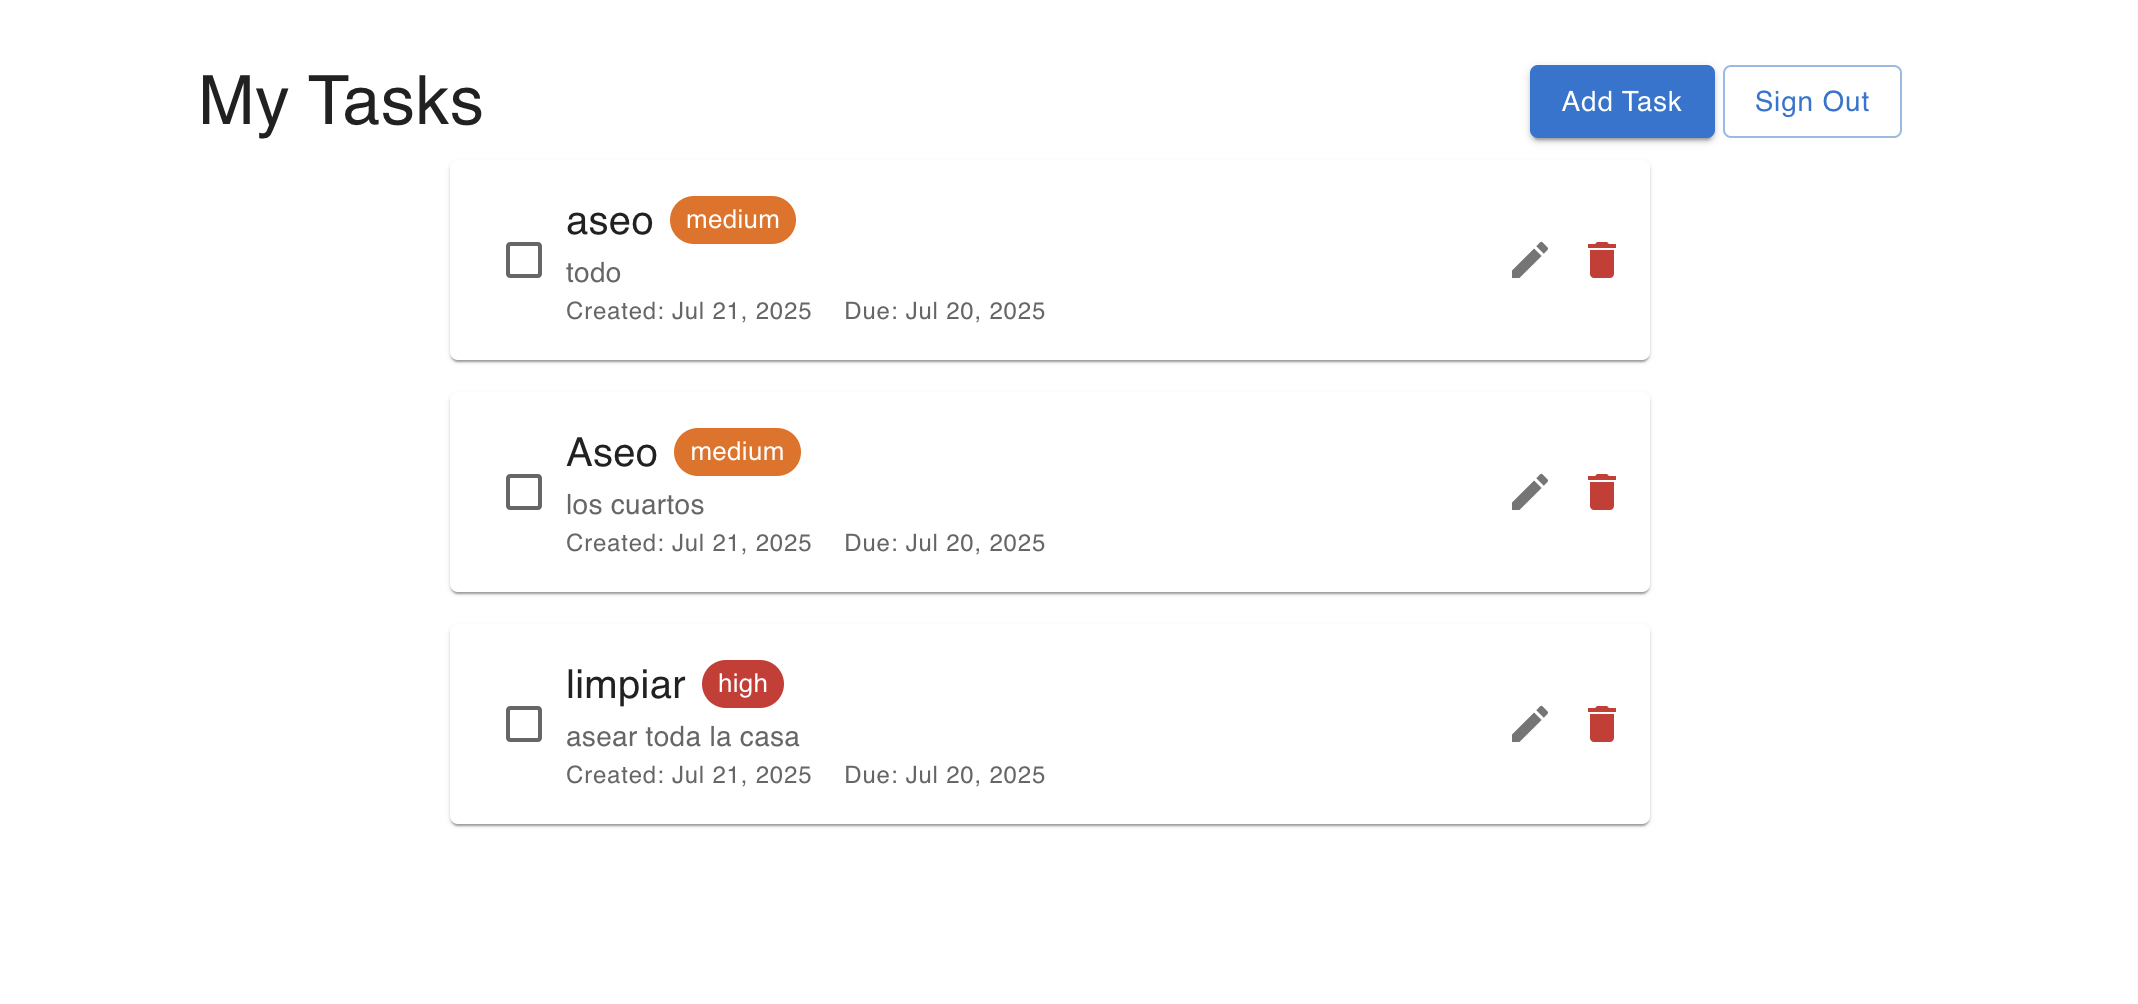 My Tasks
Add Task
Sign Out
aseo medium
todo
Created: Jul 21, 2025 Due: Jul 20, 2025
Aseo medium
los cuartos
Created: Jul 21, 2025 Due: Jul 20, 2025
limpiar high
asear toda la casa
Created: Jul 21, 2025 Due: Jul 20, 2025